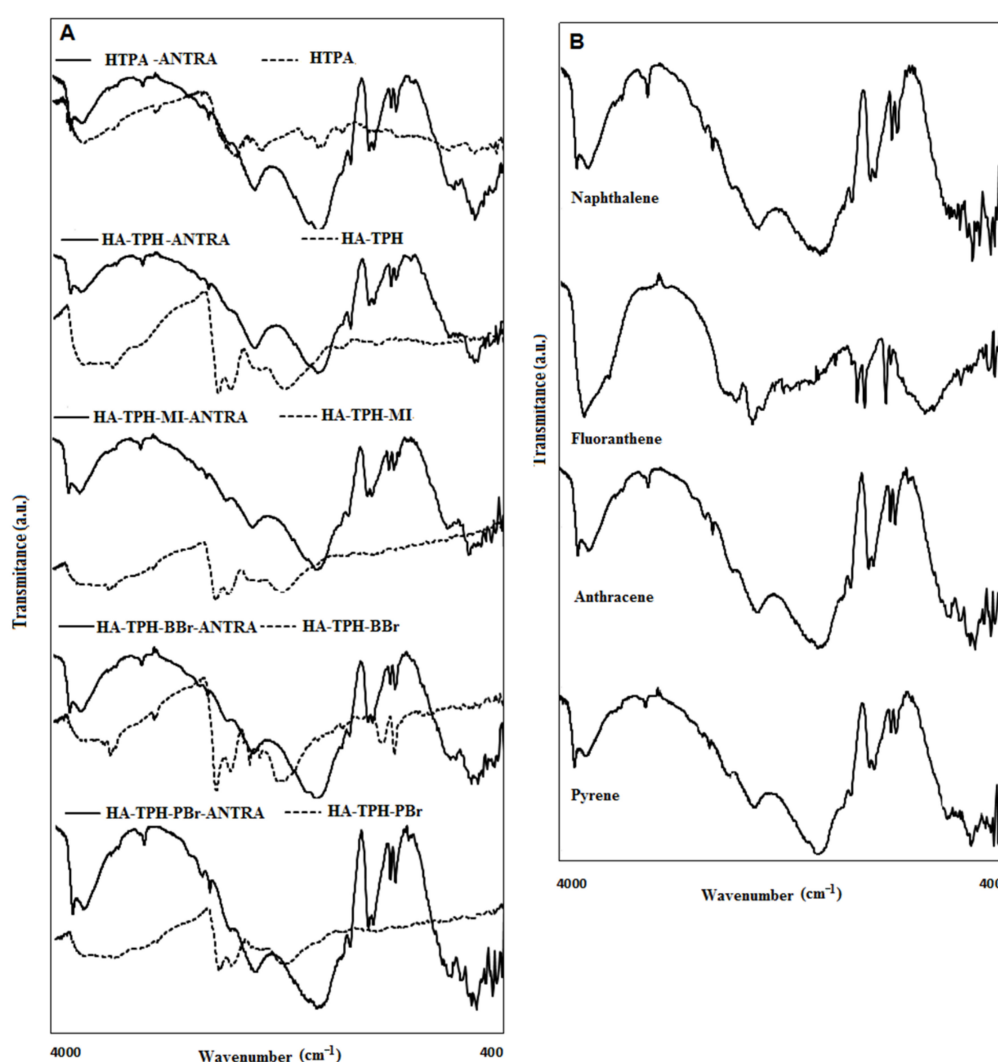 A
HTPA -ANTRA HTPA
HA-TPH-ANTRA HA-TPH
HA-TPH-MI-ANTRA HA-TPH-MI
HA-TPH-BBr-ANTRA HA-TPH-BBr
HA-TPH-PBr-ANTRA HA-TPH-PBr
Transmitance (a.u.)
4000 400
Wavenumber (cm⁻¹)
B
Naphthalene
Fluoranthene
Anthracene
Pyrene
Transmitance (a.u.)
4000 400
Wavenumber (cm⁻¹)